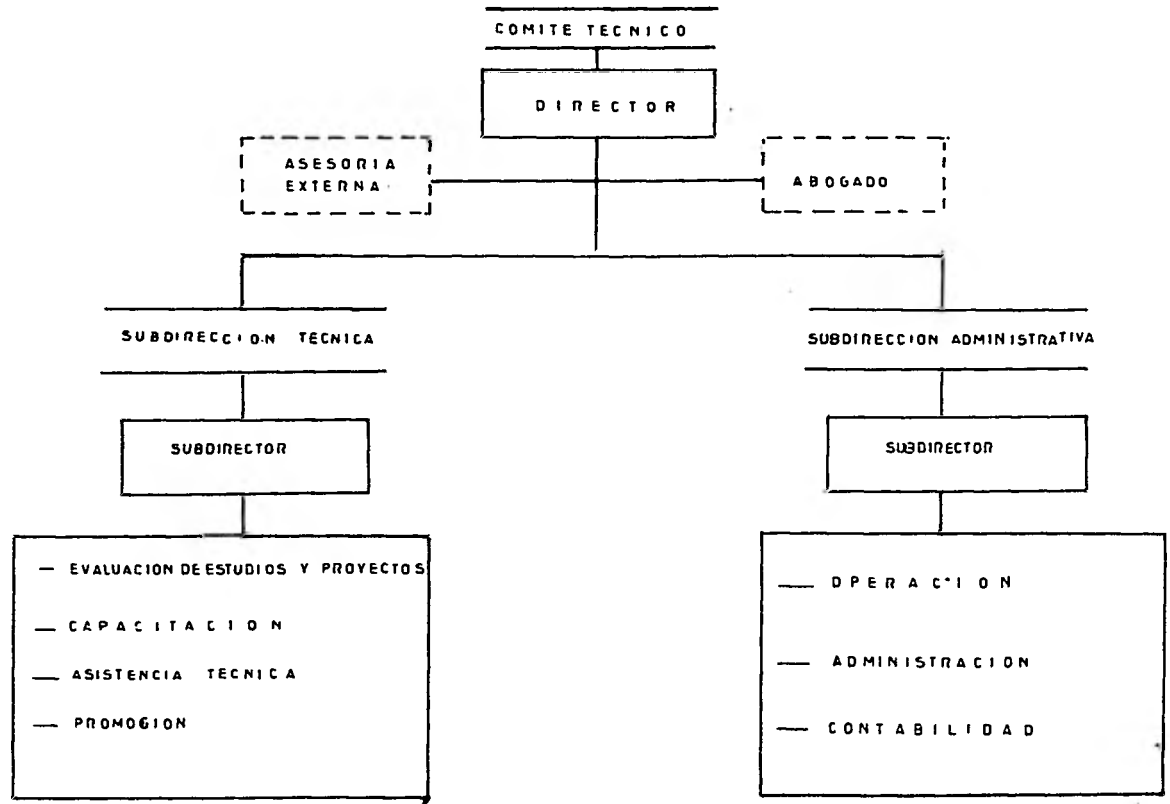 COMITE TECNICO
DIRECTOR
ASESORIA
EXTERNA
ABOGADO
SUBDIRECCION TECNICA
SUBDIRECCION ADMINISTRATIVA
SUBDIRECTOR
SUBDIRECTOR
— EVALUACION DE ESTUDIOS Y PROYECTOS
— CAPACITACION
— ASISTENCIA TECNICA
— PROMOCION
— OPERACION
— ADMINISTRACION
— CONTABILIDAD